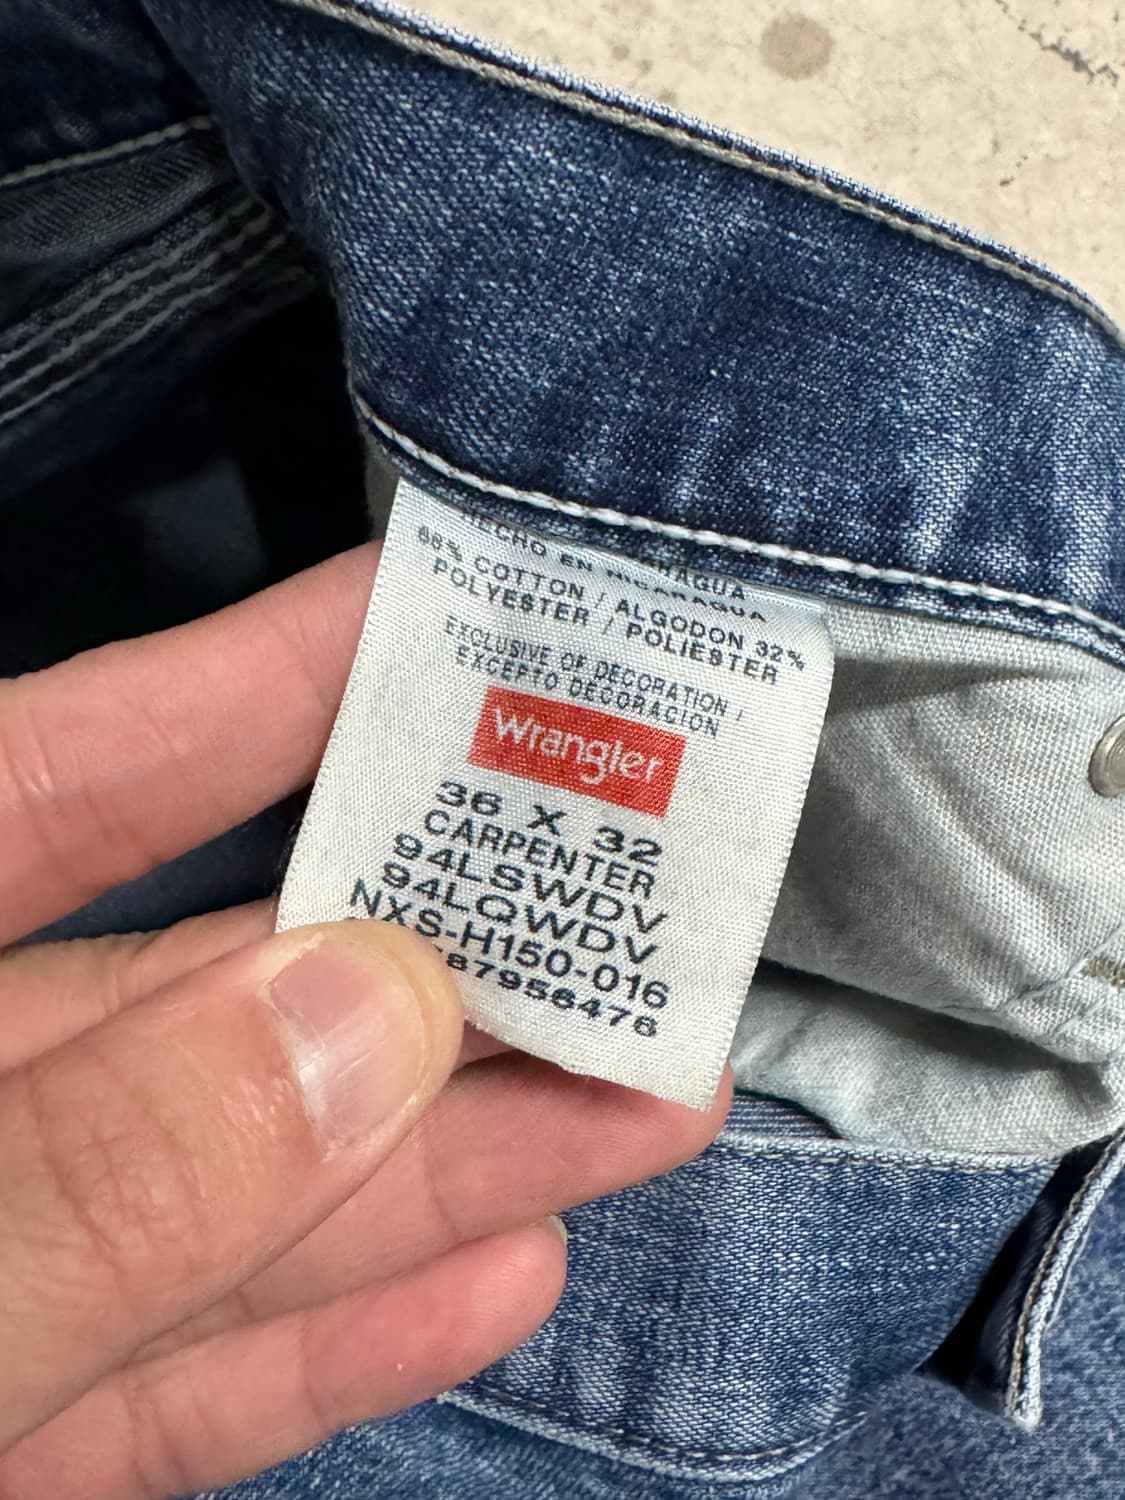 HECHO EN NICARAGUA
68% COTTON / ALGODON 32%
POLYESTER / POLIESTER
EXCLUSIVE OF DECORATION /
EXCEPTO DECORACION
Wrangler
36 X 32
CARPENTER
94LSWDV
94LQWDV
NXS-H150-016
87956478